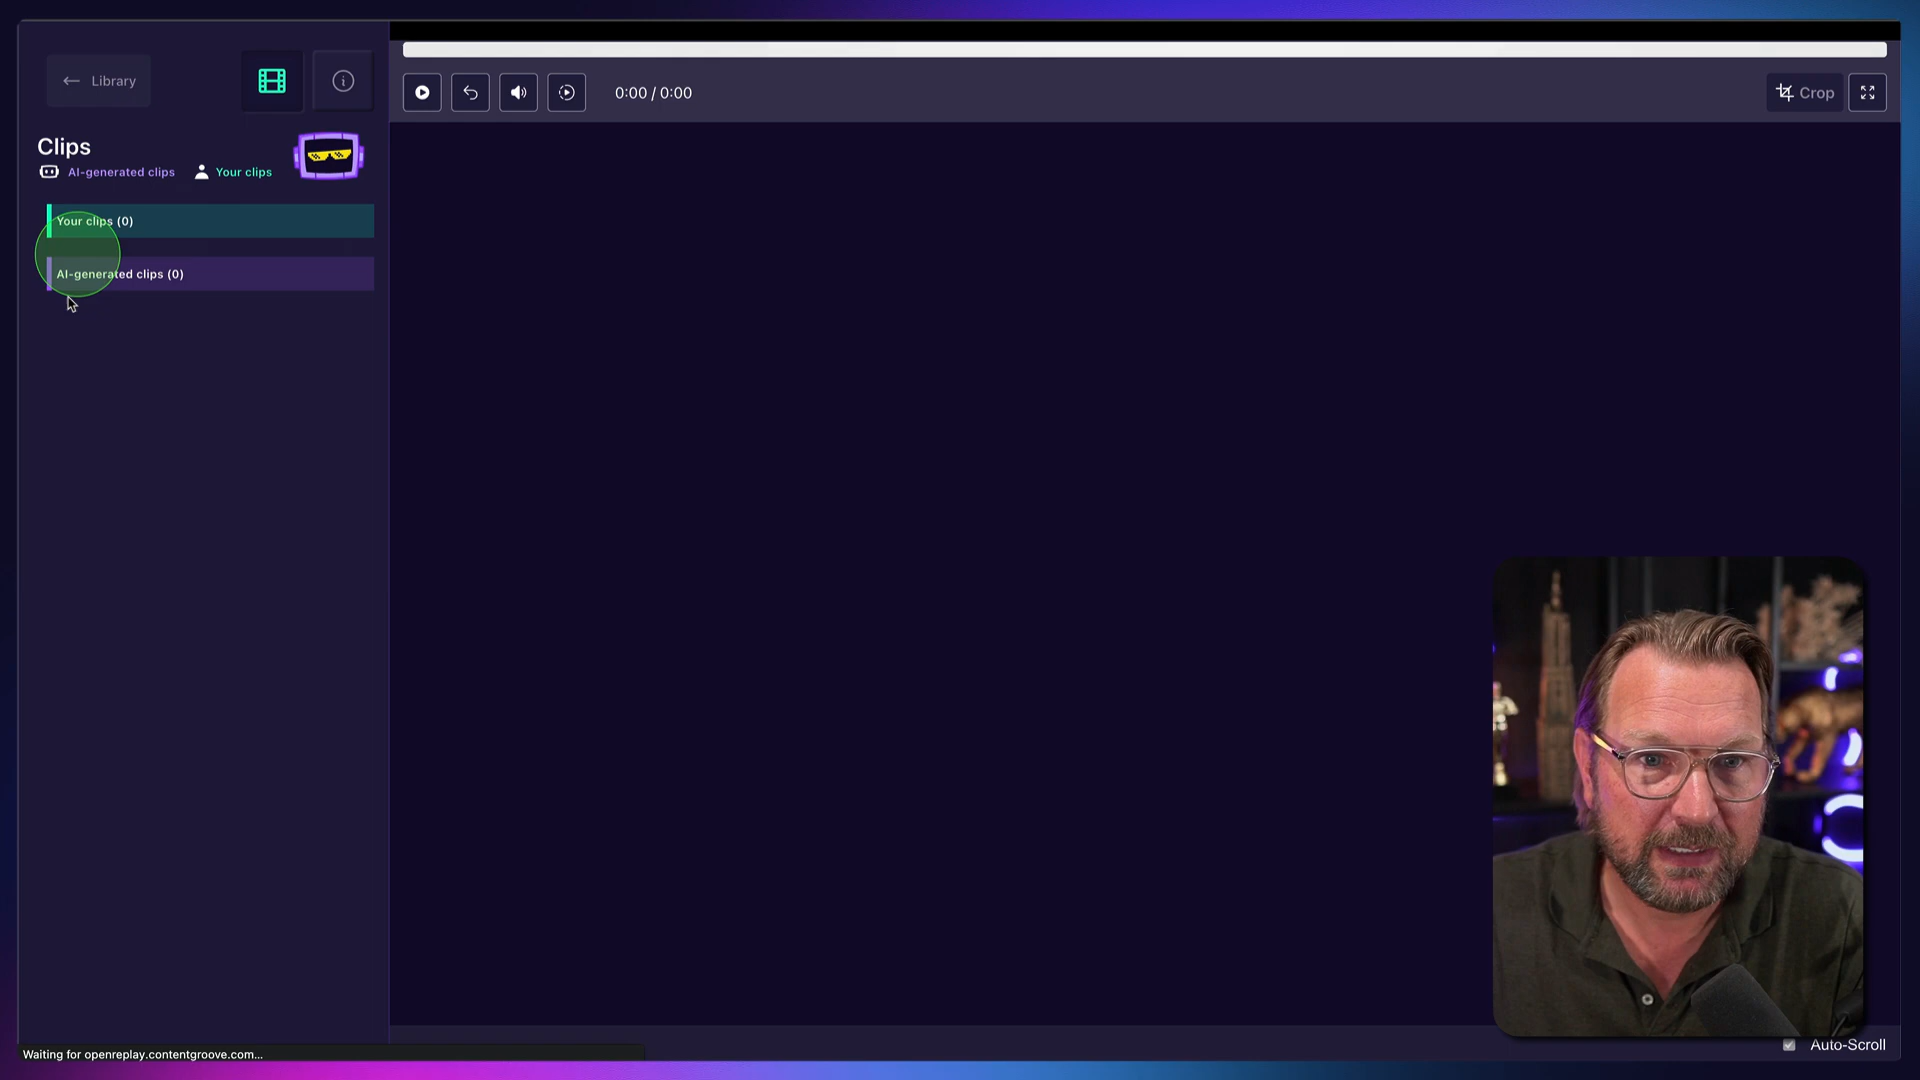 Library
0:00 / 0:00
Crop
Clips
AI-generated clips
Your clips
Your clips (0)
AI-generated clips (0)
Waiting for openreplay.contentgroove.com...
Auto-Scroll